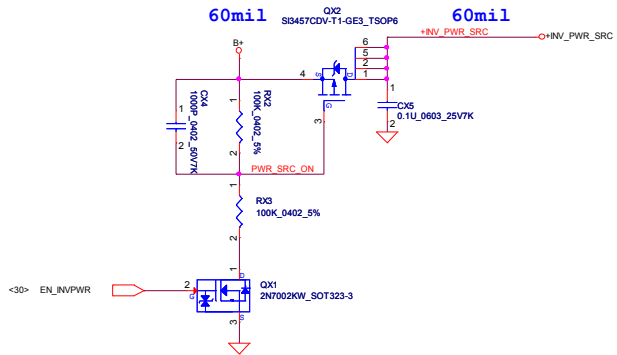 60mil
QX2
SI3457CDV-T1-GE3_TSOP6
60mil
+INV_PWR_SRC
+INV_PWR_SRC
B+
6
5
2
1
4
S
D
G
3
CX4
1000P_0402_50V7K
1
2
RX2
100K_0402_5%
1
2
1
CX5
0.1U_0603_25V7K
2
PWR_SRC_ON
1
RX3
100K_0402_5%
2
1
D
<30> EN_INVPWR
2
G
QX1
2N7002KW_SOT323-3
S
3